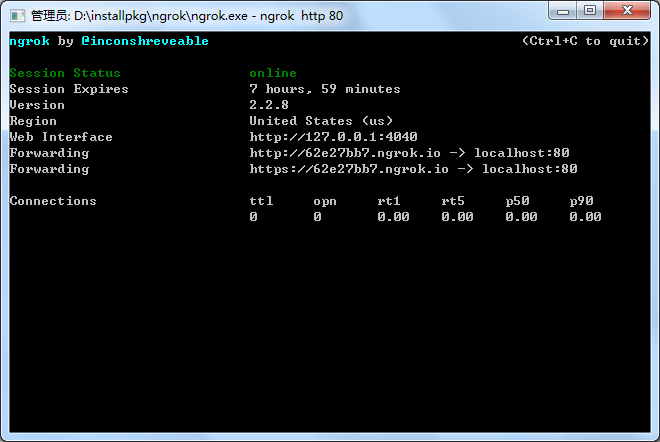 管理员: D:\installpkg\ngrok\ngrok.exe - ngrok  http 80
ngrok by @inconshreveable (Ctrl+C to quit)
Session Status online
Session Expires 7 hours, 59 minutes
Version 2.2.8
Region United States (us)
Web Interface http://127.0.0.1:4040
Forwarding http://62e27bb7.ngrok.io -> localhost:80
Forwarding https://62e27bb7.ngrok.io -> localhost:80
Connections ttl opn rt1 rt5 p50 p90
0 0 0.00 0.00 0.00 0.00